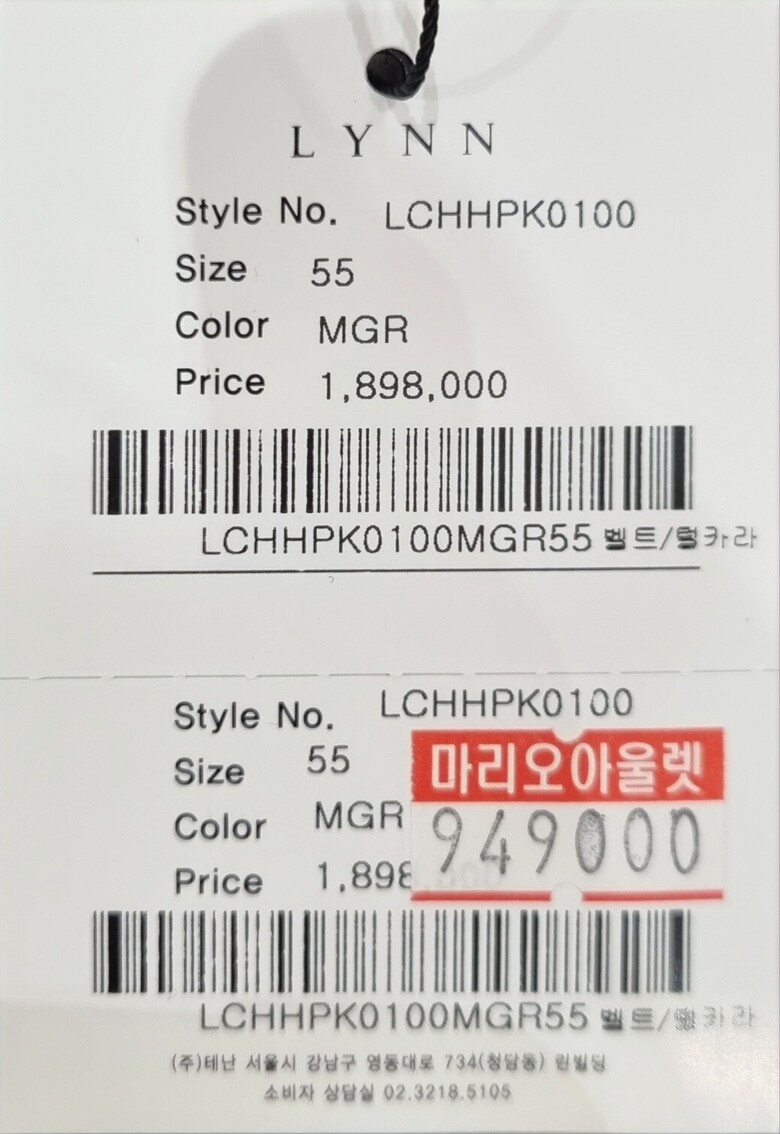 LYNN
Style No. LCHHPK0100
Size 55
Color MGR
Price 1,898,000
LCHHPK0100MGR55 벨트/털카라
Style No. LCHHPK0100
Size 55
마리오아울렛
Color MGR
949000
Price 1,898,000
LCHHPK0100MGR55 벨트/털카라
(주)테난 서울시 강남구 영동대로 734(청담동) 린빌딩
소비자 상담실 02.3218.5105